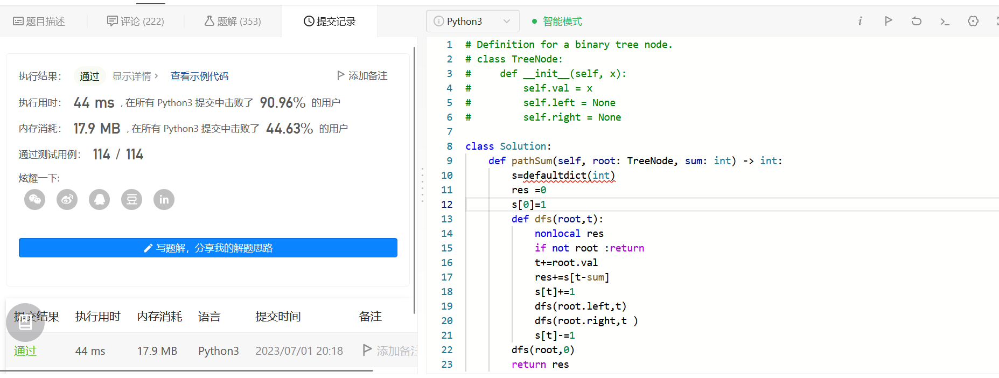 题目描述
评论 (222)
题解 (353)
提交记录
执行结果：
通过
显示详情 >
查看示例代码
添加备注
执行用时：
44 ms
, 在所有 Python3 提交中击败了
90.96%
的用户
内存消耗：
17.9 MB
, 在所有 Python3 提交中击败了
44.63%
的用户
通过测试用例：
114 / 114
炫耀一下:
in
写题解，分享我的解题思路
提交结果
执行用时
内存消耗
语言
提交时间
备注
通过
44 ms
17.9 MB
Python3
2023/07/01 20:18
添加备注
Python3
智能模式
1 # Definition for a binary tree node.
2 # class TreeNode:
3 #     def __init__(self, x):
4 #         self.val = x
5 #         self.left = None
6 #         self.right = None
7
8 class Solution:
9     def pathSum(self, root: TreeNode, sum: int) -> int:
10         s=defaultdict(int)
11         res =0
12         s[0]=1
13         def dfs(root,t):
14             nonlocal res
15             if not root :return
16             t+=root.val
17             res+=s[t-sum]
18             s[t]+=1
19             dfs(root.left,t)
20             dfs(root.right,t )
21             s[t]-=1
22         dfs(root,0)
23         return res